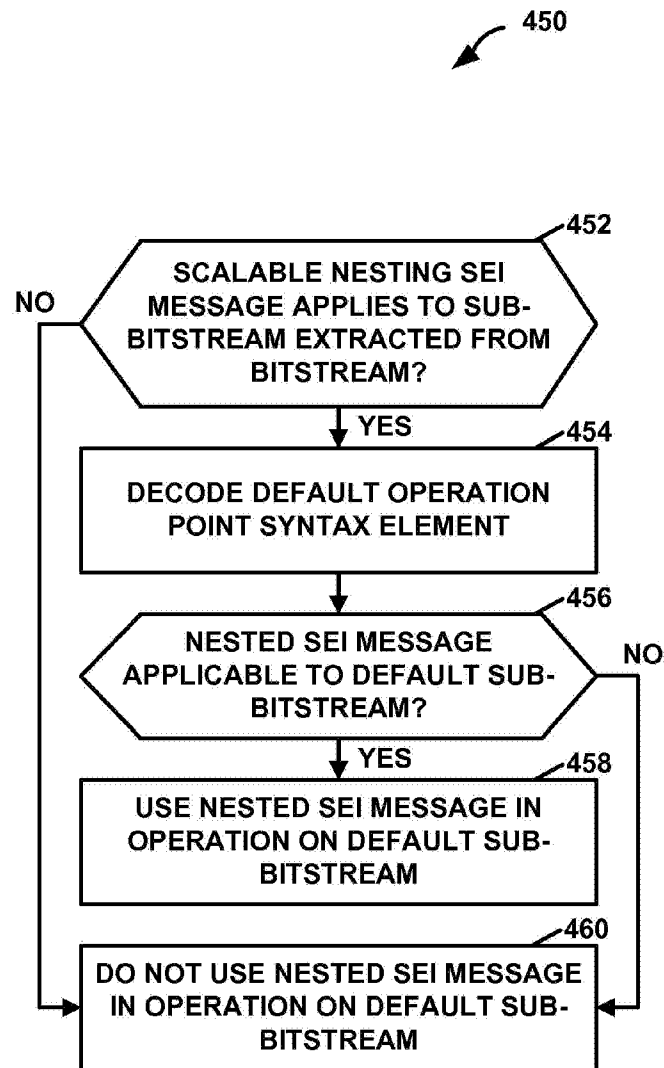 450
452
SCALABLE NESTING SEI
MESSAGE APPLIES TO SUB-
BITSTREAM EXTRACTED FROM
BITSTREAM?
NO
YES
454
DECODE DEFAULT OPERATION
POINT SYNTAX ELEMENT
456
NESTED SEI MESSAGE
APPLICABLE TO DEFAULT SUB-
BITSTREAM?
NO
YES
458
USE NESTED SEI MESSAGE IN
OPERATION ON DEFAULT SUB-
BITSTREAM
460
DO NOT USE NESTED SEI MESSAGE
IN OPERATION ON DEFAULT SUB-
BITSTREAM